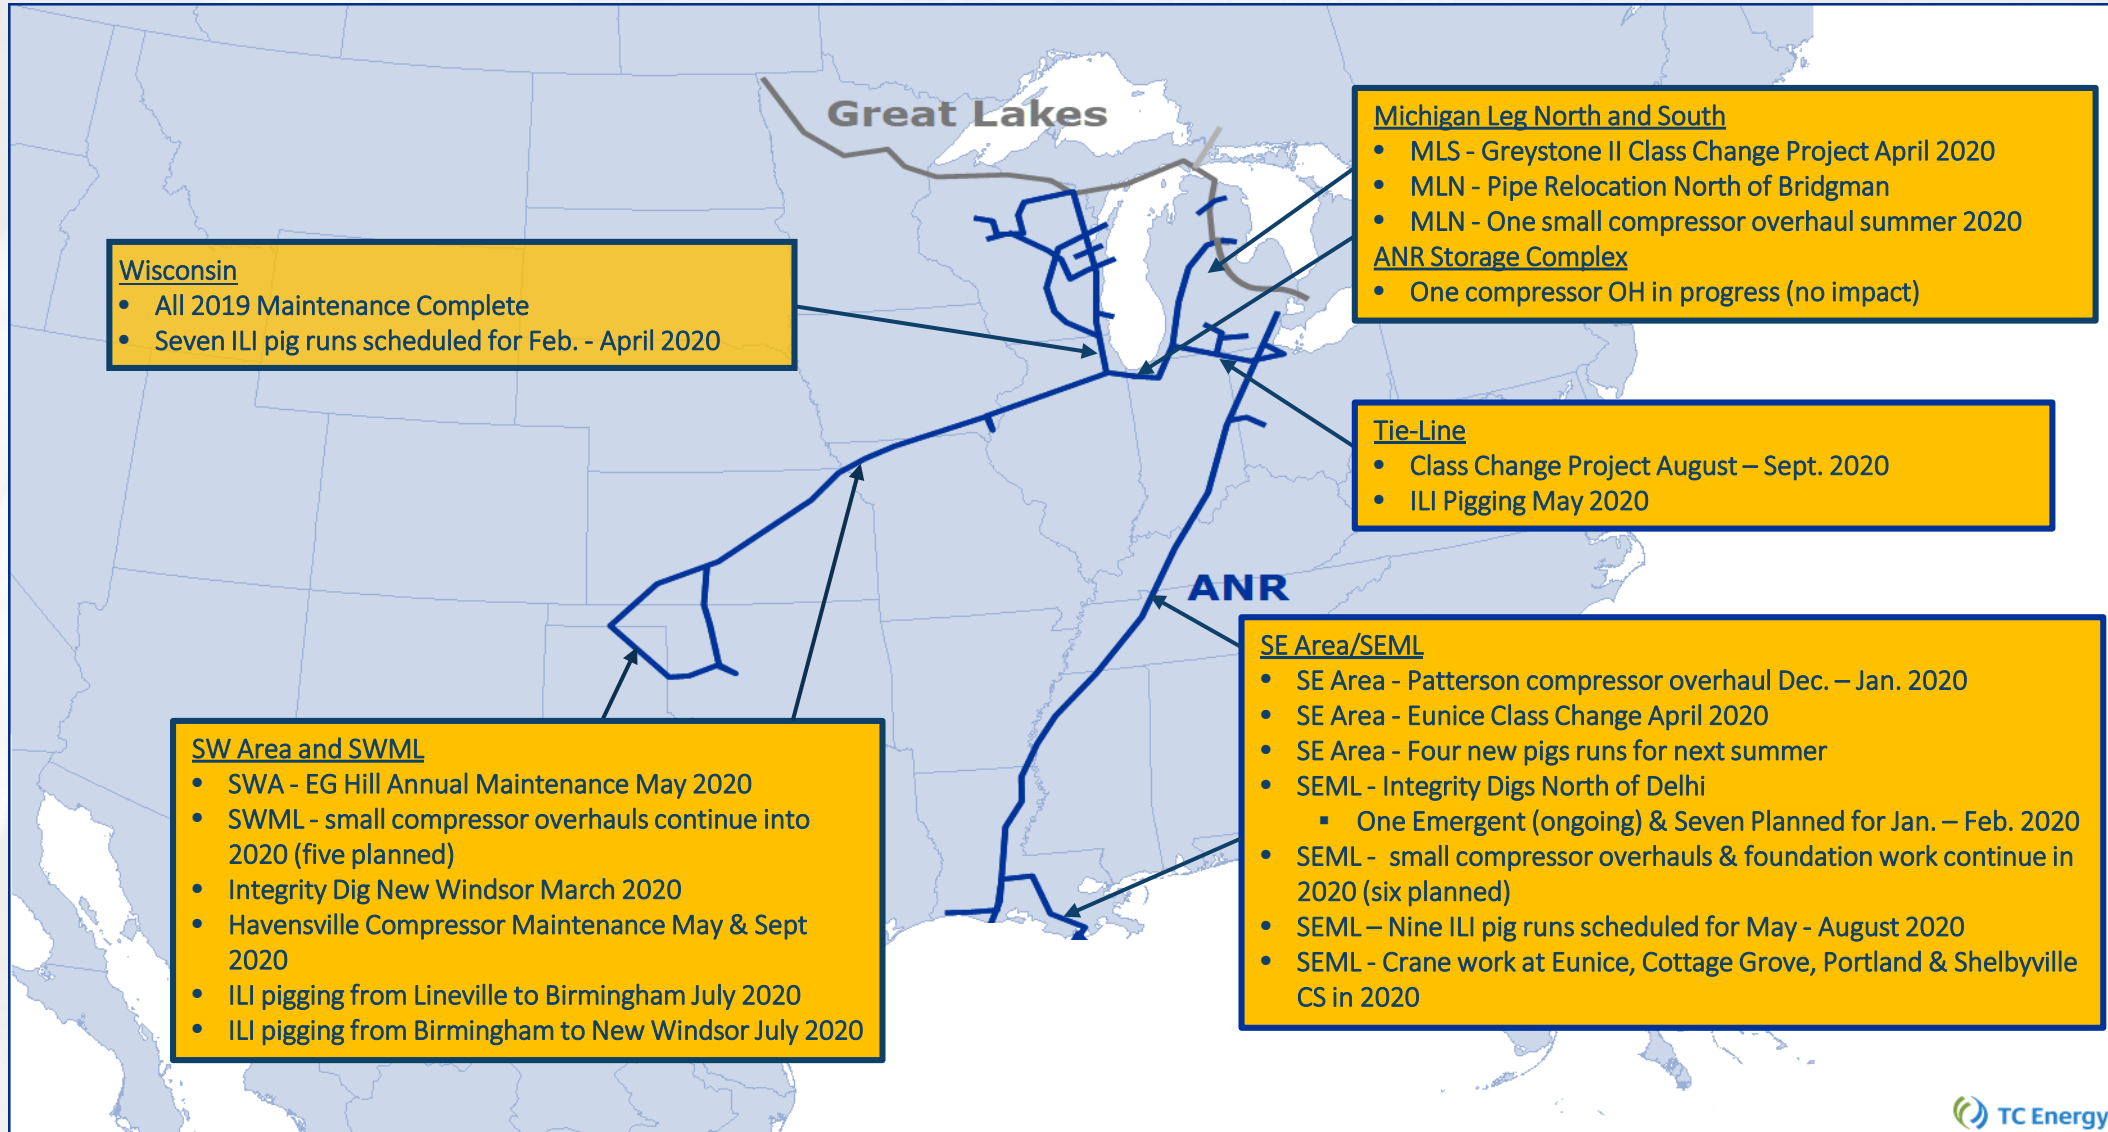 Great Lakes
Michigan Leg North and South
• MLS - Greystone II Class Change Project April 2020
• MLN - Pipe Relocation North of Bridgman
• MLN - One small compressor overhaul summer 2020
ANR Storage Complex
• One compressor OH in progress (no impact)
Wisconsin
• All 2019 Maintenance Complete
• Seven ILI pig runs scheduled for Feb. - April 2020
Tie-Line
• Class Change Project August – Sept. 2020
• ILI Pigging May 2020
ANR
SE Area/SEML
• SE Area - Patterson compressor overhaul Dec. – Jan. 2020
• SE Area - Eunice Class Change April 2020
• SE Area - Four new pigs runs for next summer
• SEML - Integrity Digs North of Delhi
▪ One Emergent (ongoing) & Seven Planned for Jan. – Feb. 2020
• SEML - small compressor overhauls & foundation work continue in
2020 (six planned)
• SEML – Nine ILI pig runs scheduled for May - August 2020
• SEML - Crane work at Eunice, Cottage Grove, Portland & Shelbyville
CS in 2020
SW Area and SWML
• SWA - EG Hill Annual Maintenance May 2020
• SWML - small compressor overhauls continue into
2020 (five planned)
• Integrity Dig New Windsor March 2020
• Havensville Compressor Maintenance May & Sept
2020
• ILI pigging from Lineville to Birmingham July 2020
• ILI pigging from Birmingham to New Windsor July 2020
TC Energy